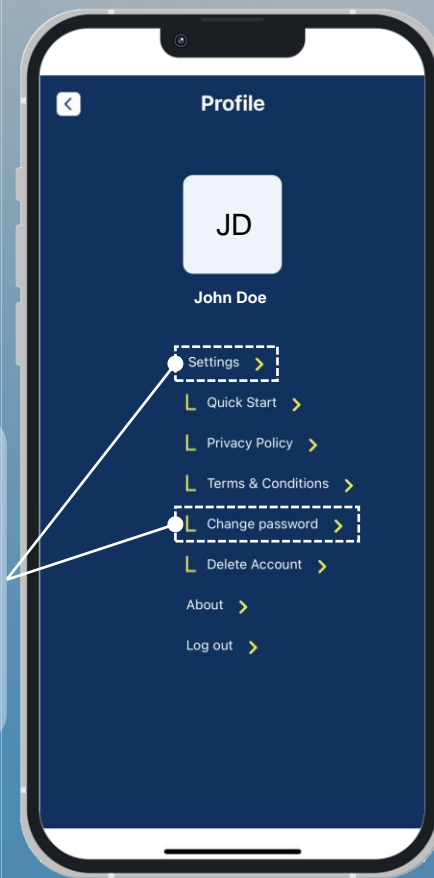 Profile
JD
John Doe
Settings
Quick Start
Privacy Policy
Terms & Conditions
Change password
Delete Account
About
Log out